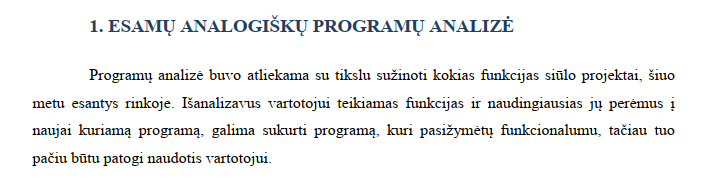 1. ESAMŲ ANALOGIŠKŲ PROGRAMŲ ANALIZĖ
Programų analizė buvo atliekama su tikslu sužinoti kokias funkcijas siūlo projektai, šiuo
metu esantys rinkoje. Išanalizavus vartotojui teikiamas funkcijas ir naudingiausias jų perėmus į
naujai kuriamą programą, galima sukurti programą, kuri pasižymėtų funkcionalumu, tačiau tuo
pačiu būtu patogi naudotis vartotojui.